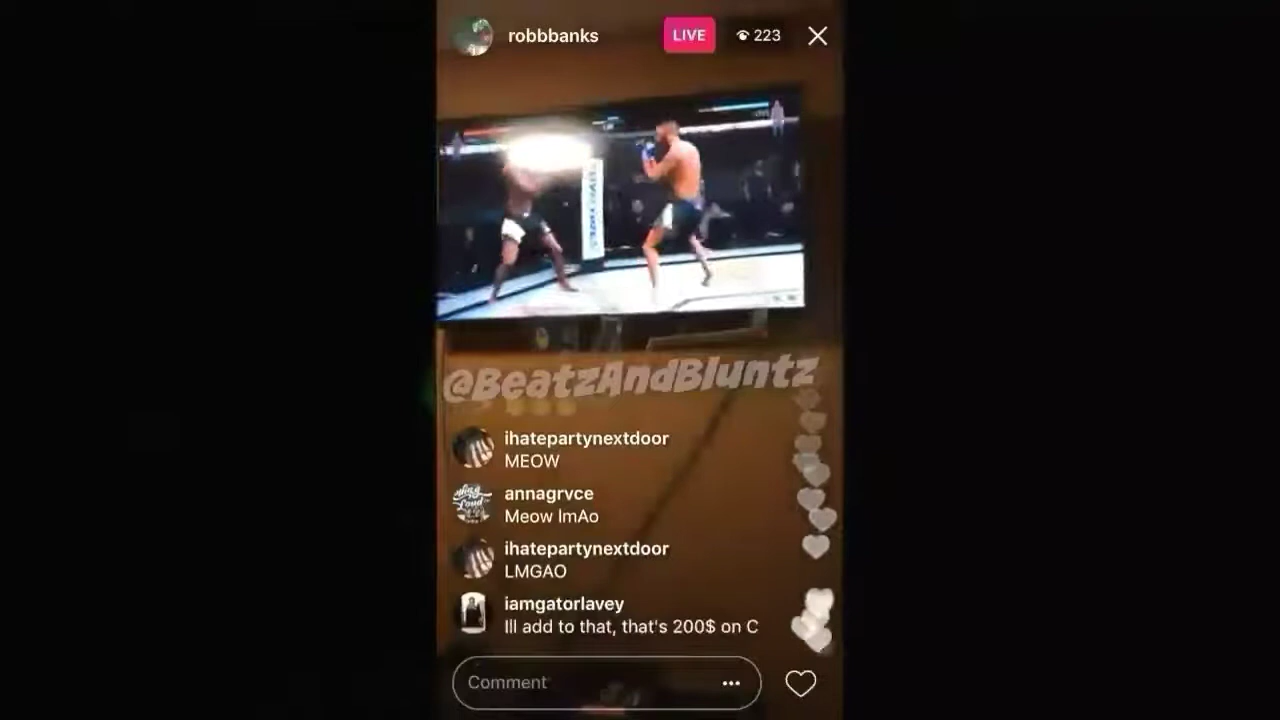 robbbanks
LIVE
223
@BeatzAndBluntz
ihatepartynextdoor
MEOW
annagrvce
Meow lmAo
ihatepartynextdoor
LMGAO
iamgatorlavey
Ill add to that, that's 200$ on C
Comment